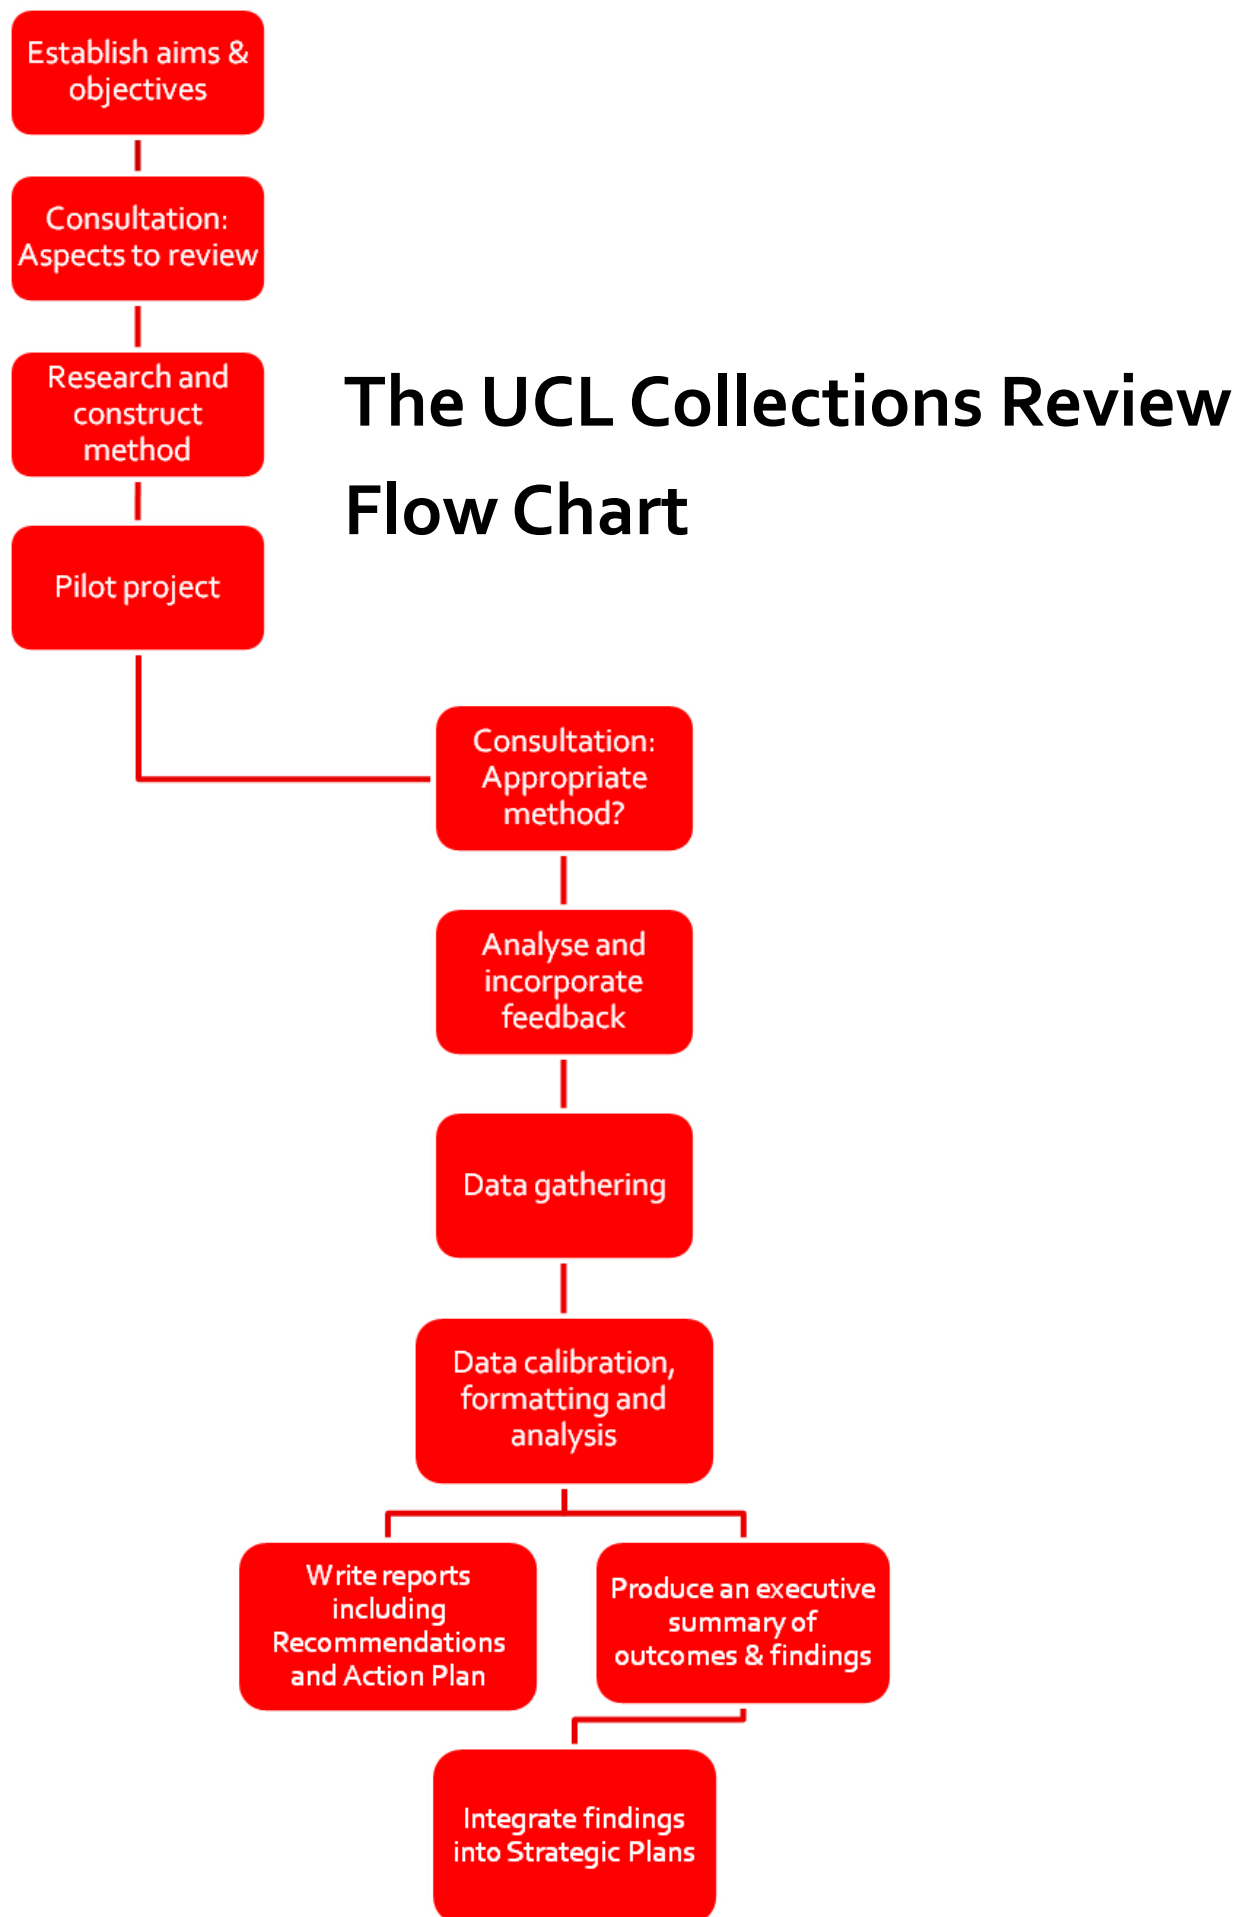 Establish aims &
objectives
Consultation:
Aspects to review
Research and
construct
method
The UCL Collections Review
Flow Chart
Pilot project
Consultation:
Appropriate
method?
Analyse and
incorporate
feedback
Data gathering
Data calibration,
formatting and
analysis
Write reports
including
Recommendations
and Action Plan
Produce an executive
summary of
outcomes & findings
Integrate findings
into Strategic Plans